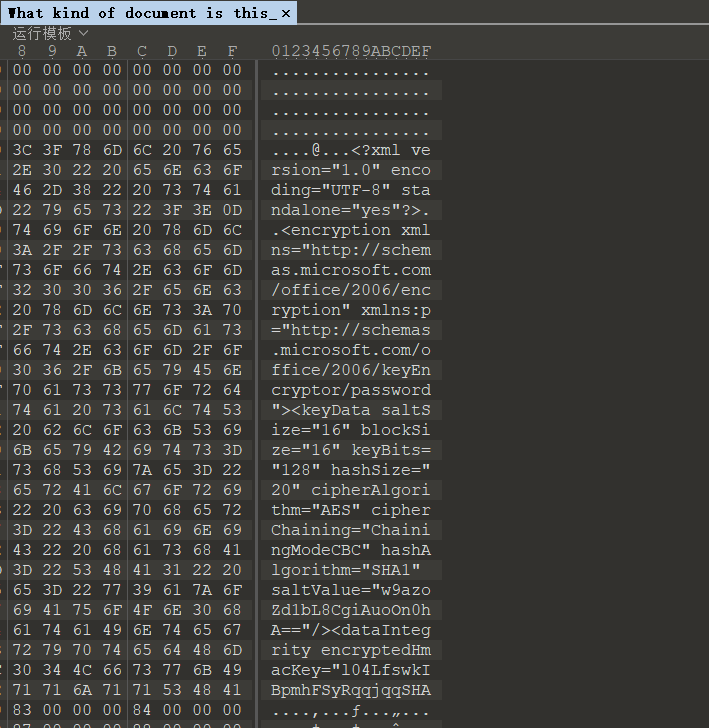 What kind of document is this_ ×
运行模板
8 9 A B C D E F 0123456789ABCDEF
00 00 00 00 00 00 00 00 ................
00 00 00 00 00 00 00 00 ................
00 00 00 00 00 00 00 00 ................
00 00 00 00 00 00 00 00 ................
3C 3F 78 6D 6C 20 76 65 ....@...<?xml ve
2E 30 22 20 65 6E 63 6F rsion="1.0" enco
46 2D 38 22 20 73 74 61 ding="UTF-8" sta
22 79 65 73 22 3F 3E 0D ndalone="yes"?>.
74 69 6F 6E 20 78 6D 6C .<encryption xml
3A 2F 2F 73 63 68 65 6D ns="http://schem
73 6F 66 74 2E 63 6F 6D as.microsoft.com
32 30 30 36 2F 65 6E 63 /office/2006/enc
20 78 6D 6C 6E 73 3A 70 ryption" xmlns:p
2F 73 63 68 65 6D 61 73 ="http://schemas
66 74 2E 63 6F 6D 2F 6F .microsoft.com/o
30 36 2F 6B 65 79 45 6E ffice/2006/keyEn
70 61 73 73 77 6F 72 64 cryptor/password
74 61 20 73 61 6C 74 53 "><keyData saltS
20 62 6C 6F 63 6B 53 69 ize="16" blockSi
6B 65 79 42 69 74 73 3D ze="16" keyBits=
73 68 53 69 7A 65 3D 22 "128" hashSize="
65 72 41 6C 67 6F 72 69 20" cipherAlgori
22 20 63 69 70 68 65 72 thm="AES" cipher
3D 22 43 68 61 69 6E 69 Chaining="Chaini
43 22 20 68 61 73 68 41 ngModeCBC" hashA
3D 22 53 48 41 31 22 20 lgorithm="SHA1" 
65 3D 22 77 39 61 7A 6F saltValue="w9azo
69 41 75 6F 4F 6E 30 68 Zd1bL8CgiAuoOn0h
61 74 61 49 6E 74 65 67 A=="/><dataInteg
72 79 70 74 65 64 48 6D rity encryptedHm
30 34 4C 66 73 77 6B 49 acKey="l04LfswkI
71 71 6A 71 71 53 48 41 BpmhFSyRqqjqqSHA
83 00 00 00 84 00 00 00 ....‚...ƒ...„...